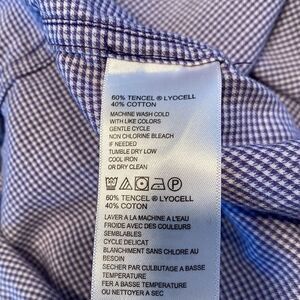 60% TENCEL ® LYOCELL
40% COTTON
MACHINE WASH COLD
WITH LIKE COLORS
GENTLE CYCLE
NON CHLORINE BLEACH
IF NEEDED
TUMBLE DRY LOW
COOL IRON
OR DRY CLEAN
60% TENCEL ® LYOCELL
40% COTON
LAVER A LA MACHINE A L'EAU
FROIDE AVEC DES COULEURS
SEMBLABLES
CYCLE DELICAT
BLANCHIMENT SANS CHLORE AU
BESOIN
SECHER PAR CULBUTAGE A BASSE
TEMPERATURE
FER A BASSE TEMPERATURE
OU NETTOYER A SEC